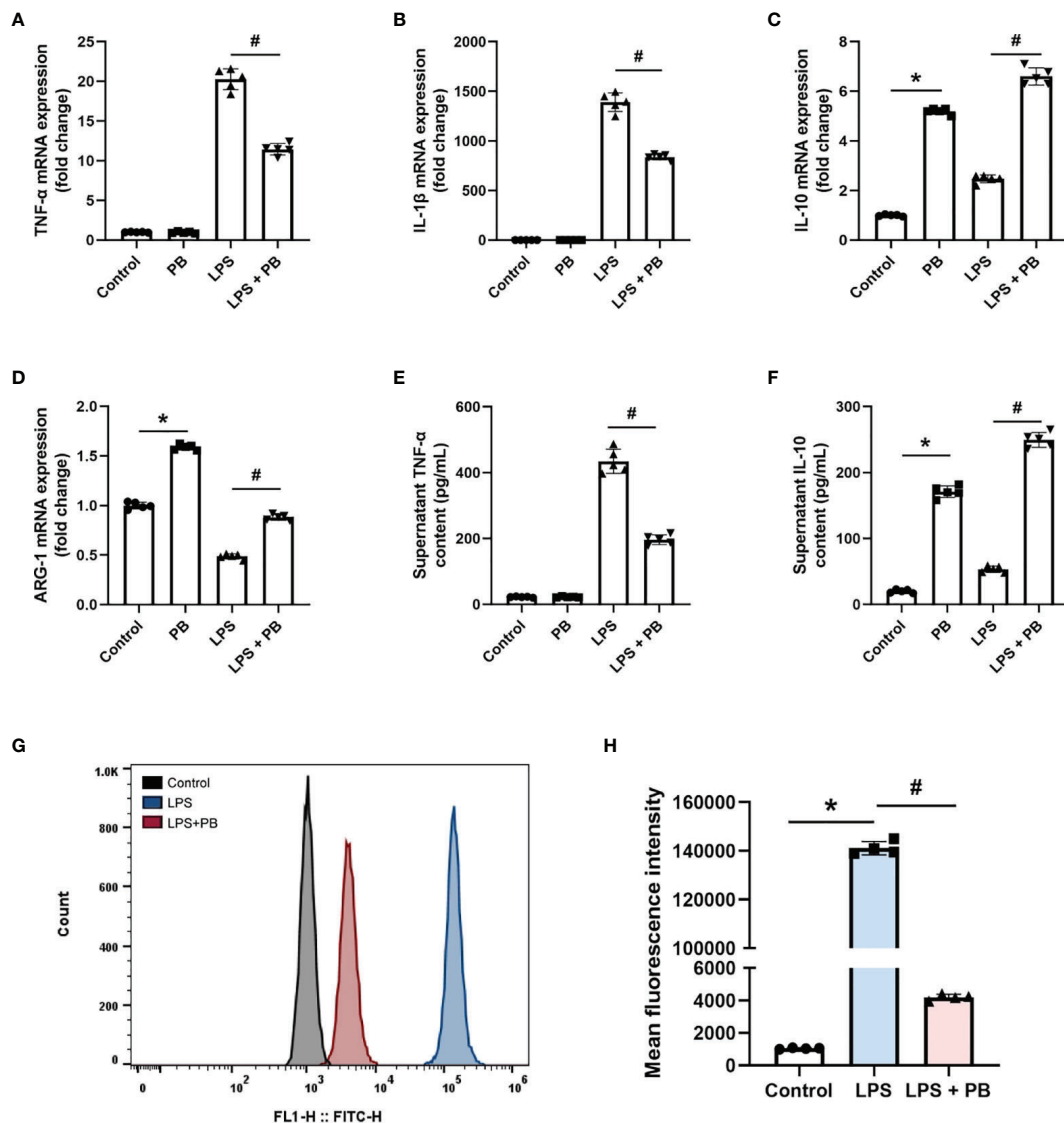 A
TNF-α mRNA expression
(fold change)
25
20
15
10
5
0
#
Control
PB
LPS
LPS + PB
B
IL-1β mRNA expression
(fold change)
2000
1500
1000
500
0
#
Control
PB
LPS
LPS + PB
C
IL-10 mRNA expression
(fold change)
8
6
4
2
0
*
#
Control
PB
LPS
LPS + PB
D
ARG-1 mRNA expression
(fold change)
2.0
1.5
1.0
0.5
0.0
*
#
Control
PB
LPS
LPS + PB
E
Supernatant TNF-α
content (pg/mL)
600
400
200
0
#
Control
PB
LPS
LPS + PB
F
Supernatant IL-10
content (pg/mL)
300
200
100
0
*
#
Control
PB
LPS
LPS + PB
G
Count
1.0K
800
600
400
200
0
Control
LPS
LPS+PB
0 10² 10³ 10⁴ 10⁵ 10⁶
FL1-H :: FITC-H
H
Mean fluorescence intensity
160000
140000
120000
100000
6000
4000
2000
0
*
#
Control LPS LPS + PB